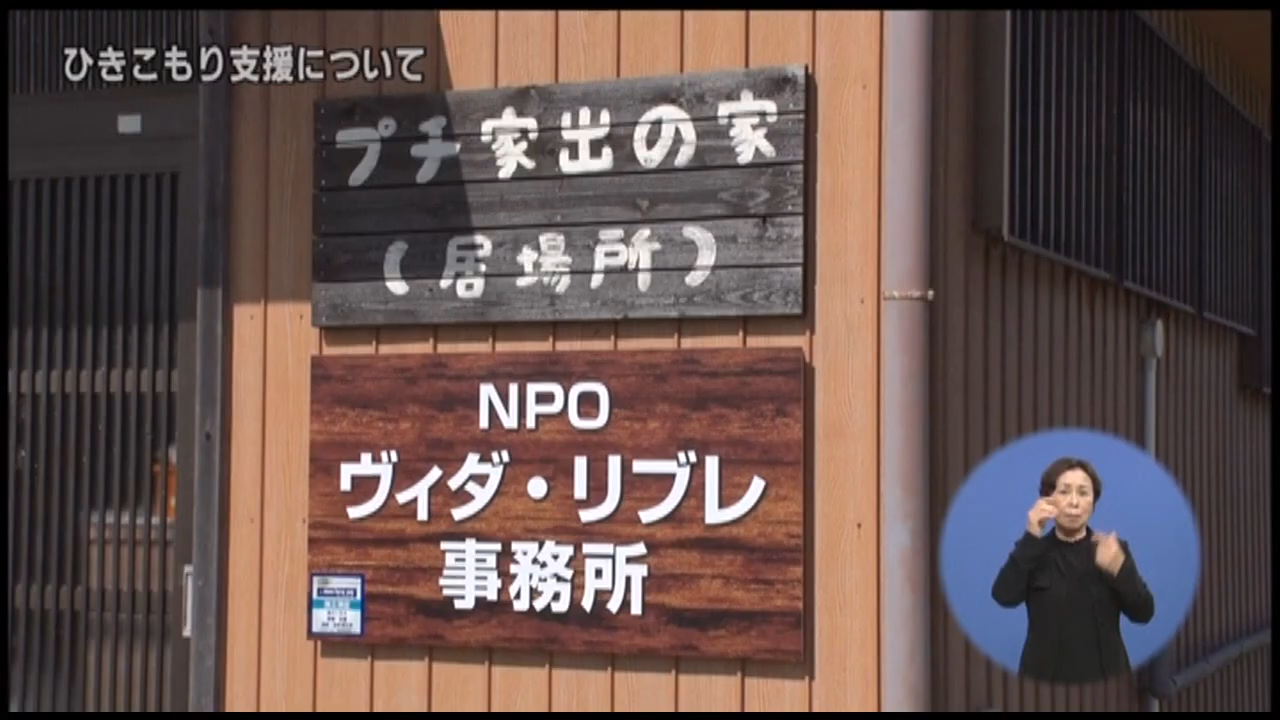 ひきこもり支援について
プチ家出の家
(居場所)
NPO
ヴィダ・リブレ
事務所